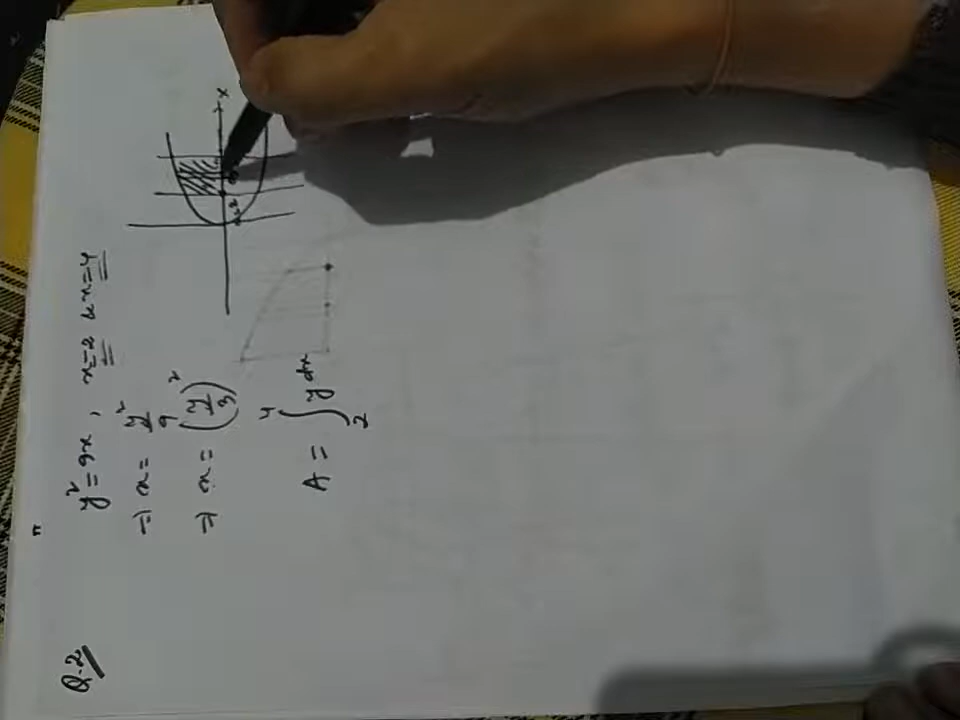 Q-2
y² = 9x , x=2 & x=4
⇒ x = y²/9
⇒ x = (y/3)²
A = ∫₂⁴ y dx
x